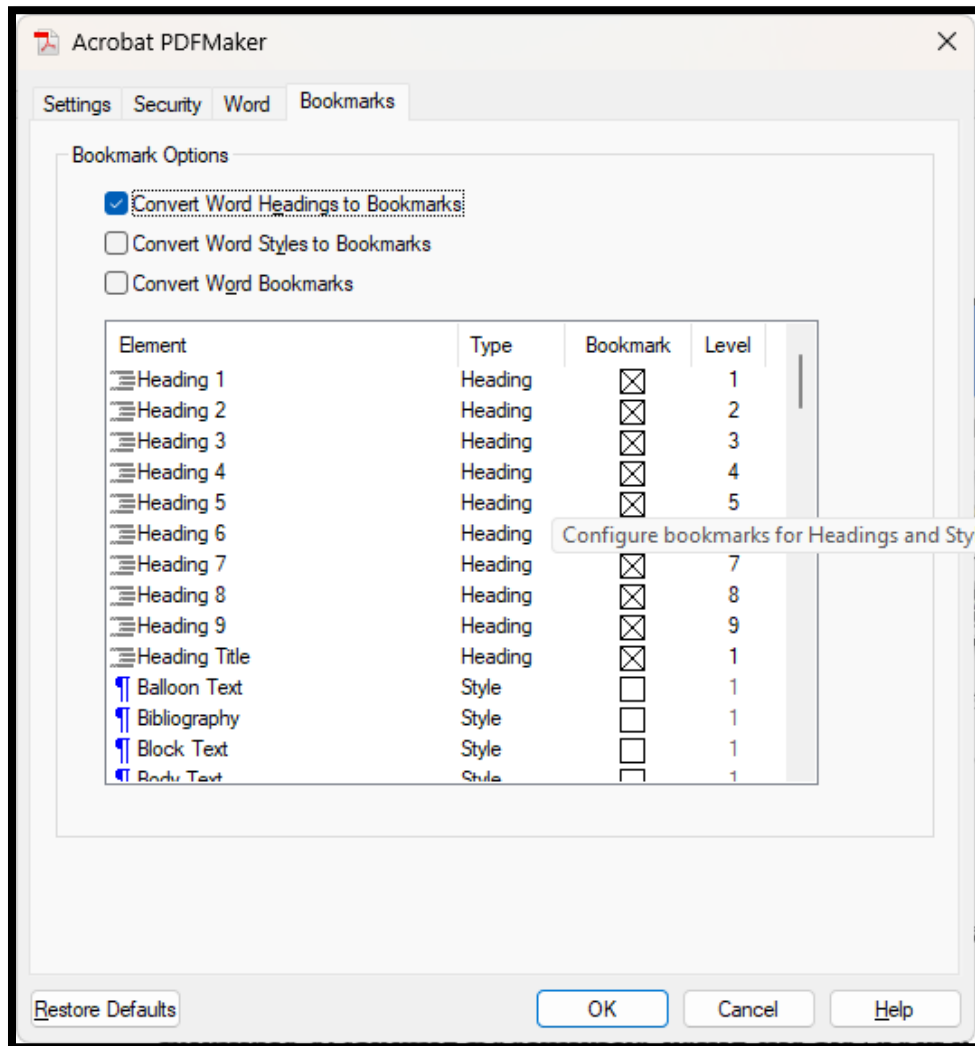 Acrobat PDFMaker
Settings Security Word Bookmarks
Bookmark Options
Convert Word Headings to Bookmarks
Convert Word Styles to Bookmarks
Convert Word Bookmarks
Element Type Bookmark Level
Heading 1 Heading 1
Heading 2 Heading 2
Heading 3 Heading 3
Heading 4 Heading 4
Heading 5 Heading 5
Heading 6 Heading
Configure bookmarks for Headings and Sty
Heading 7 Heading 7
Heading 8 Heading 8
Heading 9 Heading 9
Heading Title Heading 1
Balloon Text Style 1
Bibliography Style 1
Block Text Style 1
Body Text Style 1
Restore Defaults OK Cancel Help